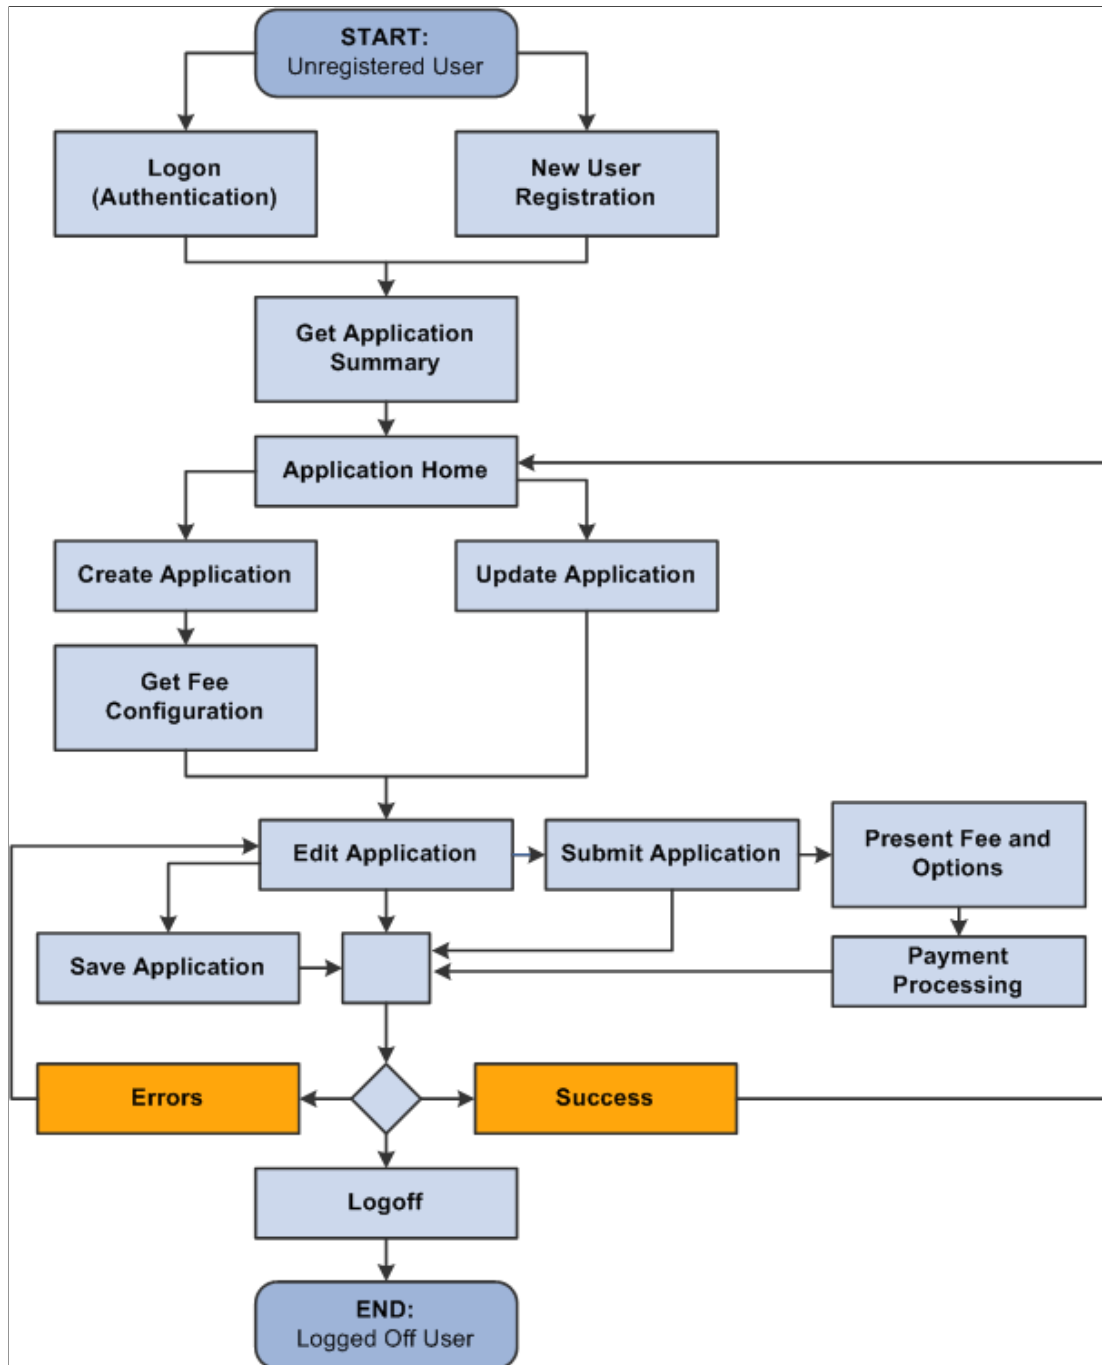 START:
Unregistered User
Logon
(Authentication)
New User
Registration
Get Application
Summary
Application Home
Create Application
Update Application
Get Fee
Configuration
Edit Application
Submit Application
Present Fee and
Options
Save Application
Payment
Processing
Errors
Success
Logoff
END:
Logged Off User